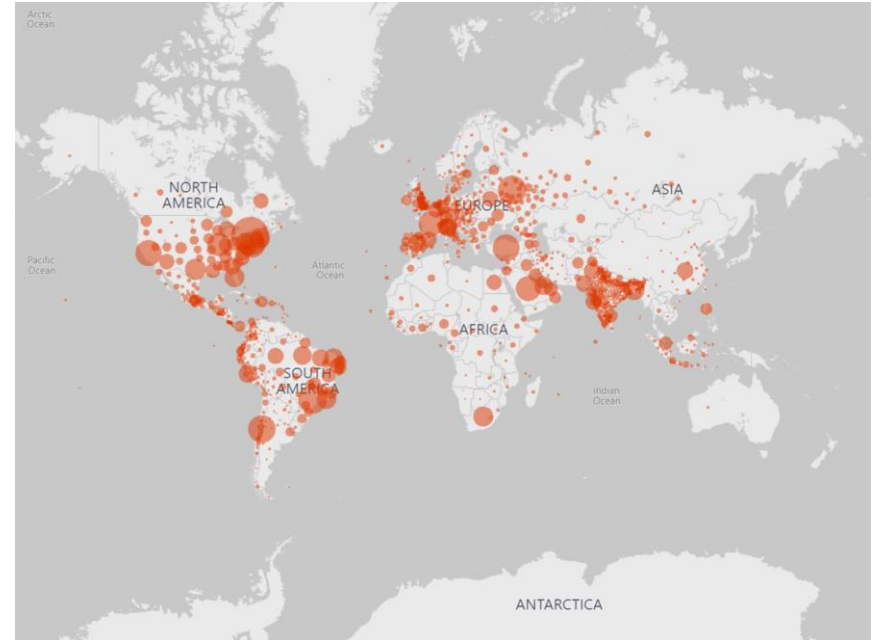 Arctic
Ocean
NORTH
AMERICA
ASIA
EUROPE
Pacific
Ocean
Atlantic
Ocean
AFRICA
SOUTH
AMERICA
Indian
Ocean
ANTARCTICA